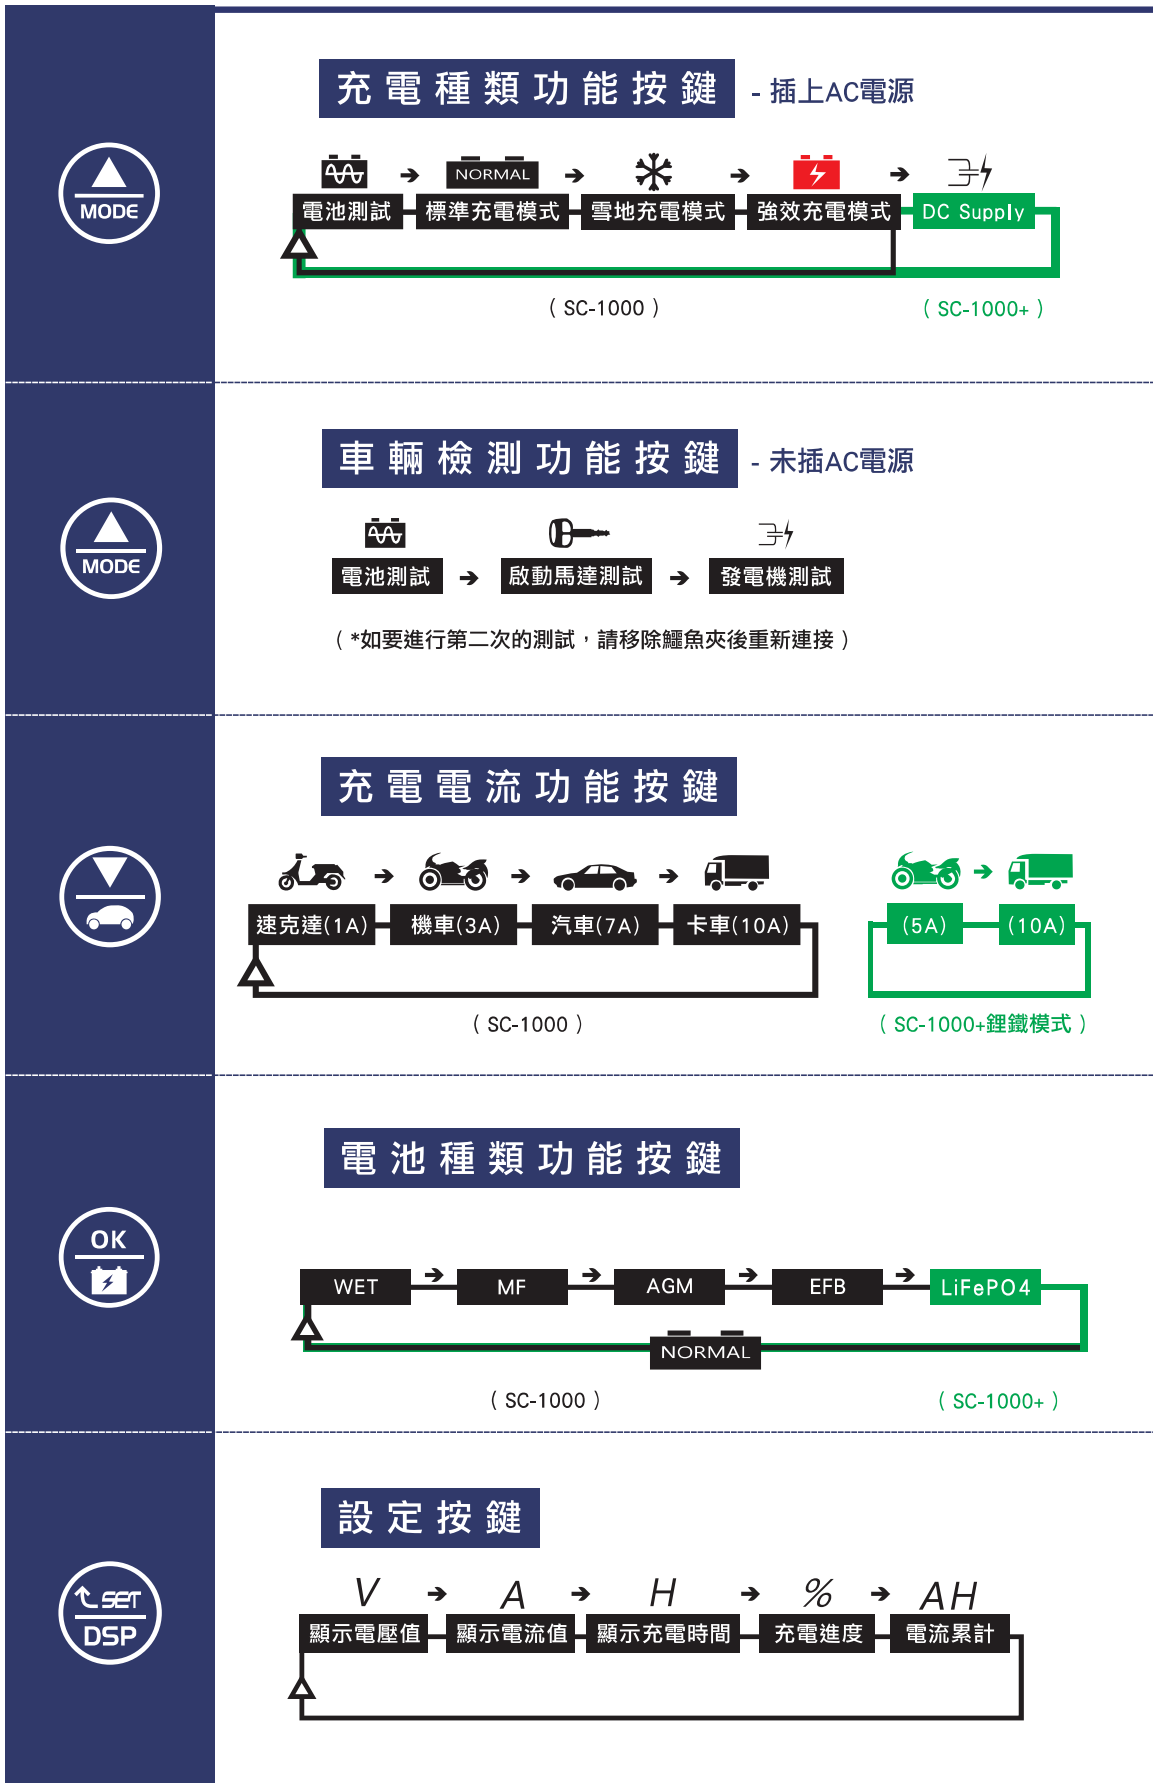 充電種類功能按鍵 - 插上AC電源
MODE
NORMAL
電池測試 標準充電模式 雪地充電模式 強效充電模式 DC Supply
( SC-1000 ) ( SC-1000+ )
車輛檢測功能按鍵 - 未插AC電源
MODE
電池測試 啟動馬達測試 發電機測試
( *如要進行第二次的測試，請移除鱷魚夾後重新連接 )
充電電流功能按鍵
速克達(1A) 機車(3A) 汽車(7A) 卡車(10A) (5A) (10A)
( SC-1000 ) ( SC-1000+鋰鐵模式 )
電池種類功能按鍵
OK
WET MF AGM EFB LiFePO4
NORMAL
( SC-1000 ) ( SC-1000+ )
設定按鍵
SET
DSP
V A H % AH
顯示電壓值 顯示電流值 顯示充電時間 充電進度 電流累計